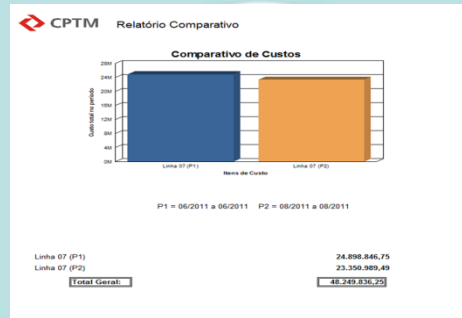 CPTM Relatório Comparativo
Comparativo de Custos
28M
24M
20M
16M
12M
8M
4M
0M
Custo total no período
Linha 07 (P1) Linha 07 (P2)
Itens de Custo
P1 = 06/2011 a 06/2011 P2 = 08/2011 a 08/2011
Linha 07 (P1) 24.898.846,75
Linha 07 (P2) 23.350.989,49
Total Geral: 48.249.836,25